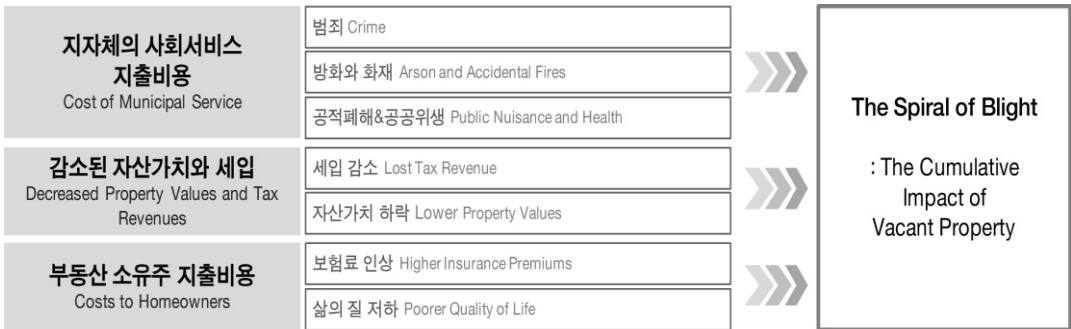 지자체의 사회서비스
지출비용
Cost of Municipal Service
범죄 Crime
방화와 화재 Arson and Accidental Fires
공적폐해&공공위생 Public Nuisance and Health
감소된 자산가치와 세입
Decreased Property Values and Tax
Revenues
세입 감소 Lost Tax Revenue
자산가치 하락 Lower Property Values
부동산 소유주 지출비용
Costs to Homeowners
보험료 인상 Higher Insurance Premiums
삶의 질 저하 Poorer Quality of Life
The Spiral of Blight
: The Cumulative
Impact of
Vacant Property